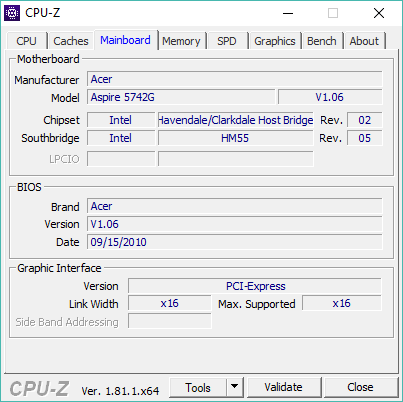 CPU-Z
CPU Caches Mainboard Memory SPD Graphics Bench About
Motherboard
Manufacturer Acer
Model Aspire 5742G V1.06
Chipset Intel Havendale/Clarkdale Host Bridge Rev. 02
Southbridge Intel HM55 Rev. 05
LPCIO
BIOS
Brand Acer
Version V1.06
Date 09/15/2010
Graphic Interface
Version PCI-Express
Link Width x16 Max. Supported x16
Side Band Addressing
CPU-Z Ver. 1.81.1.x64 Tools Validate Close